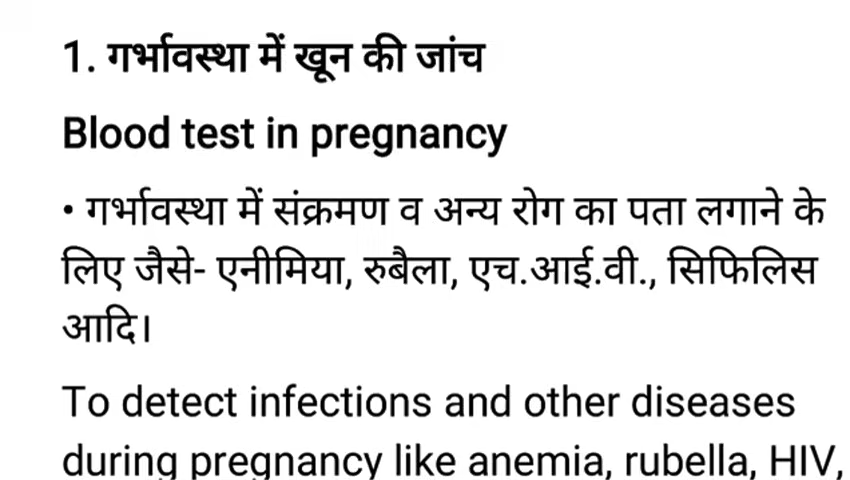 1. गर्भावस्था में खून की जांच
Blood test in pregnancy
• गर्भावस्था में संक्रमण व अन्य रोग का पता लगाने के
लिए जैसे- एनीमिया, रुबैला, एच.आई.वी., सिफिलिस
आदि।
To detect infections and other diseases
during pregnancy like anemia, rubella, HIV,